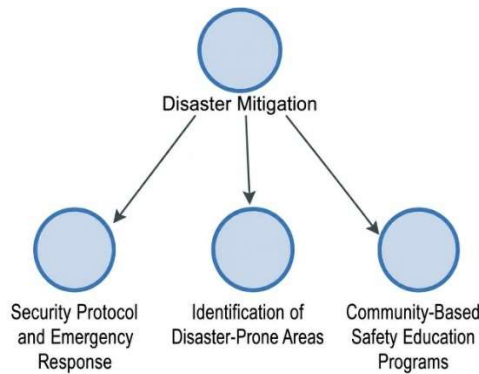 Disaster Mitigation
Security Protocol
and Emergency
Response
Identification of
Disaster-Prone Areas
Community-Based
Safety Education
Programs